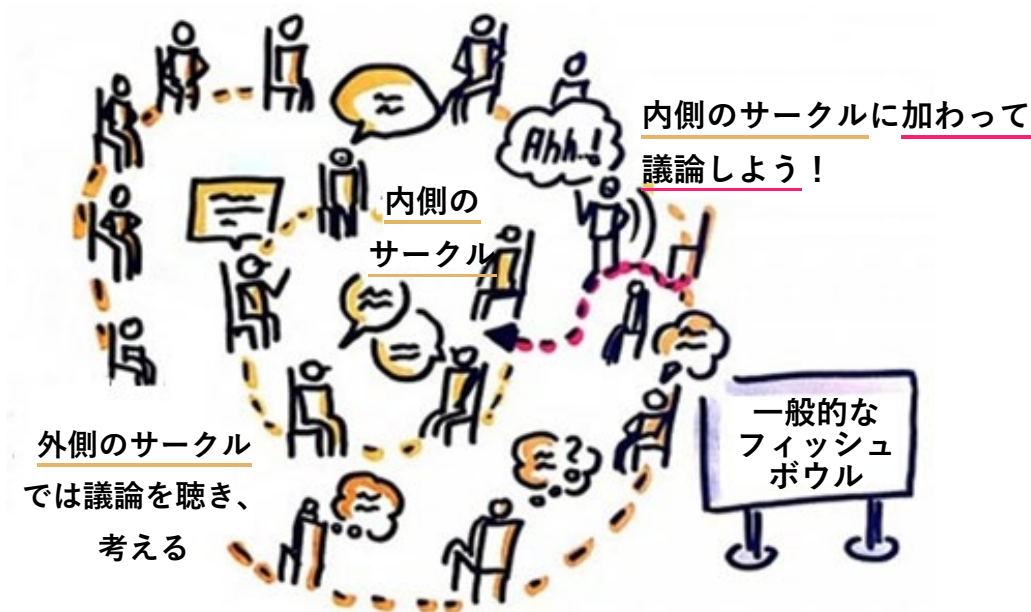 内側のサークルに加わって
議論しよう！
Ahh..!
内側の
サークル
外側のサークル
では議論を聴き、
考える
?
一般的な
フィッシュ
ボウル